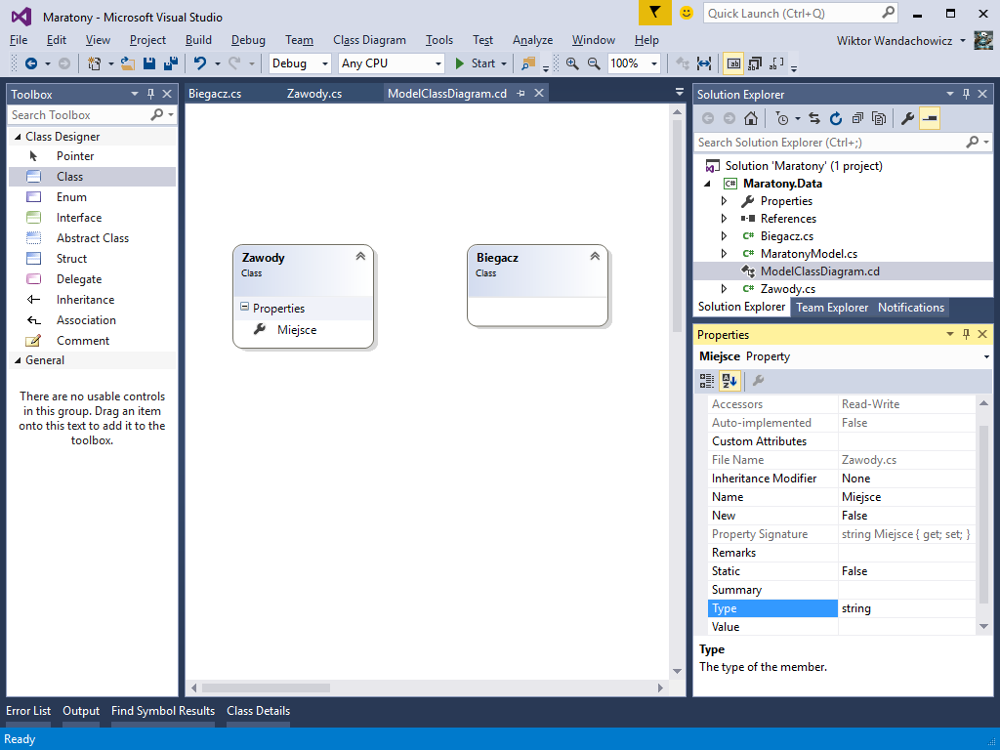 Maratony - Microsoft Visual Studio
Quick Launch (Ctrl+Q)
File Edit View Project Build Debug Team Class Diagram Tools Test Analyze Window Help
Wiktor Wandachowicz
Debug Any CPU Start 100%
Toolbox
Search Toolbox
Class Designer
Pointer
Class
Enum
Interface
Abstract Class
Struct
Delegate
Inheritance
Association
Comment
General
There are no usable controls
in this group. Drag an item
onto this text to add it to the
toolbox.
Biegacz.cs Zawody.cs ModelClassDiagram.cd
Zawody
Class
Properties
Miejsce
Biegacz
Class
Solution Explorer
Search Solution Explorer (Ctrl+;)
Solution 'Maratony' (1 project)
C# Maratony.Data
Properties
References
C# Biegacz.cs
C# MaratonyModel.cs
ModelClassDiagram.cd
C# Zawody.cs
Solution Explorer Team Explorer Notifications
Properties
Miejsce Property
Accessors Read-Write
Auto-implemented False
Custom Attributes
File Name Zawody.cs
Inheritance Modifier None
Name Miejsce
New False
Property Signature string Miejsce { get; set; }
Remarks
Static False
Summary
Type string
Value
Type
The type of the member.
Error List Output Find Symbol Results Class Details
Ready